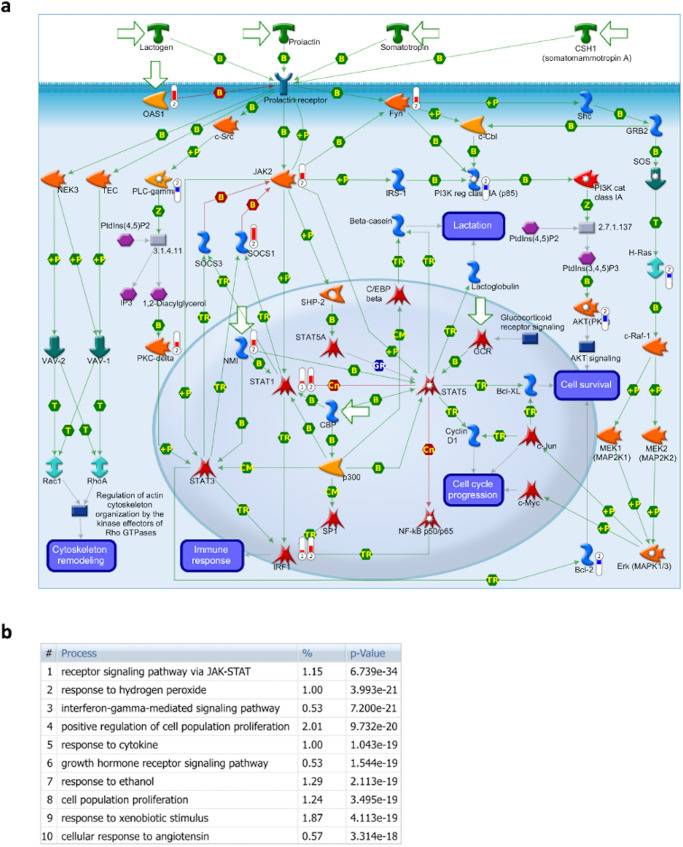 a
Lactogen
Prolactin
Somatotropin
CSH1
(somatomammotropin A)
B B B B B
OAS1
B
Prolactin receptor
B
Fyn
+P
Shc
B
GRB2
c-Src
c-Cbl
B
SOS
NEK3
TEC
PLC-gamma
JAK2
IRS-1
PI3K reg class IA (p85)
PI3K cat
class IA
PtdIns(4,5)P2
3.1.4.11
Z
SOCS3
SOCS1
Beta-casein
Lactation
PtdIns(4,5)P2
2.7.1.137
H-Ras
IP3
1,2-Diacylglycerol
SHP-2
C/EBP
beta
Lactoglobulin
PtdIns(3,4,5)P3
AKT(PK
VAV-2
VAV-1
PKC-delta
NMI
STAT5A
GCR
Glucocorticoid
receptor signaling
AKT signaling
c-Raf-1
STAT1
Cn
STAT5
TR
Bcl-XL
Cell survival
CBP
Cyclin
D1
TR
c-Jun
MEK1
(MAP2K1)
MEK2
(MAP2K2)
Rac1
RhoA
STAT3
CM
p300
Cell cycle
progression
c-Myc
Regulation of actin
cytoskeleton
organization by the
kinase effectors of
Rho GTPases
SP1
NF-kB p50/p65
Cytoskeleton
remodeling
Immune
response
IRF1
TR
Bcl-2
Erk (MAPK1/3)
TR
b
# Process % p-Value
1 receptor signaling pathway via JAK-STAT 1.15 6.739e-34
2 response to hydrogen peroxide 1.00 3.993e-21
3 interferon-gamma-mediated signaling pathway 0.53 7.200e-21
4 positive regulation of cell population proliferation 2.01 9.732e-20
5 response to cytokine 1.00 1.043e-19
6 growth hormone receptor signaling pathway 0.53 1.544e-19
7 response to ethanol 1.29 2.113e-19
8 cell population proliferation 1.24 3.495e-19
9 response to xenobiotic stimulus 1.87 4.113e-19
10 cellular response to angiotensin 0.57 3.314e-18